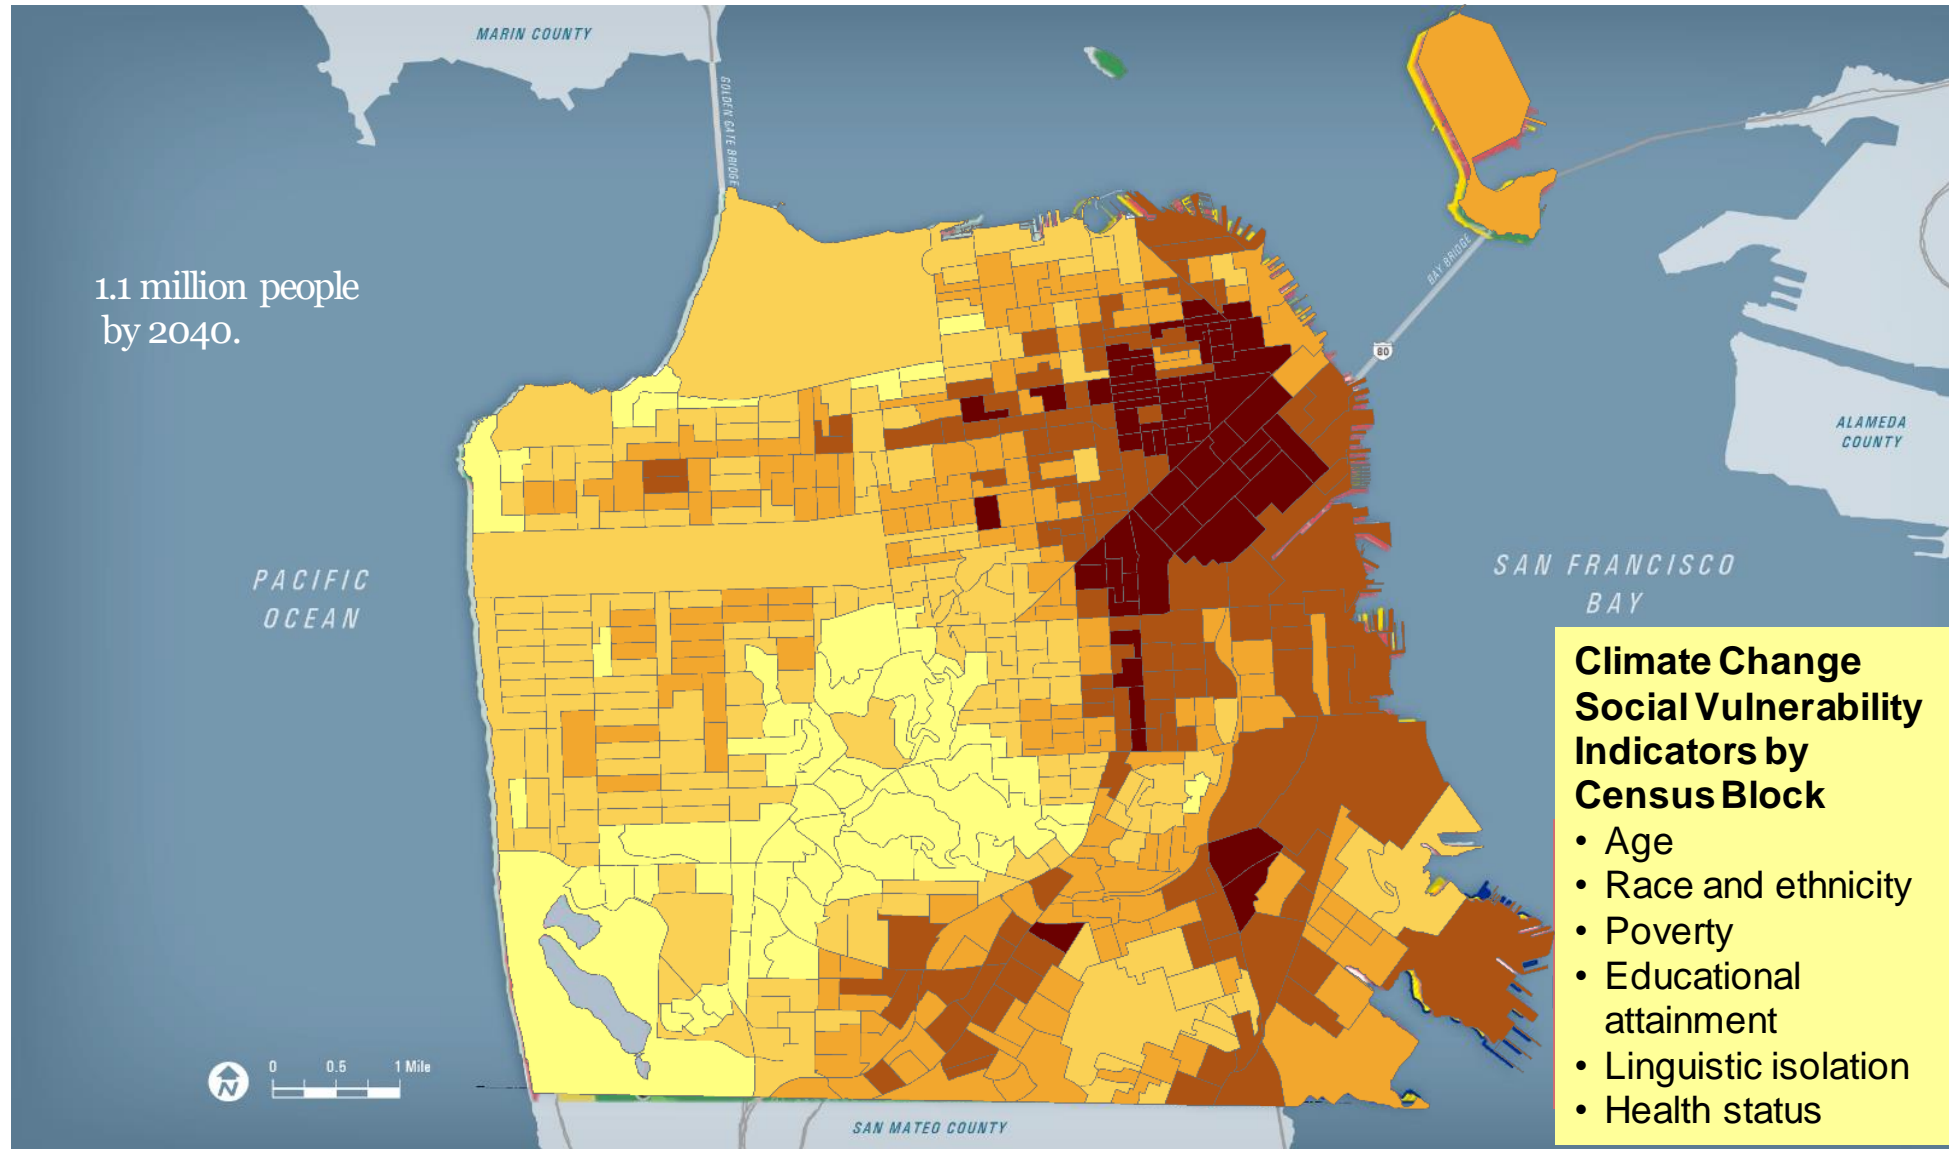 MARIN COUNTY
GOLDEN GATE BRIDGE
1.1 million people
by 2040.
BAY BRIDGE
80
ALAMEDA
COUNTY
PACIFIC
OCEAN
SAN FRANCISCO
BAY
Climate Change
Social Vulnerability
Indicators by
Census Block
• Age
• Race and ethnicity
• Poverty
• Educational
attainment
• Linguistic isolation
• Health status
N
0 0.5 1 Mile
SAN MATEO COUNTY